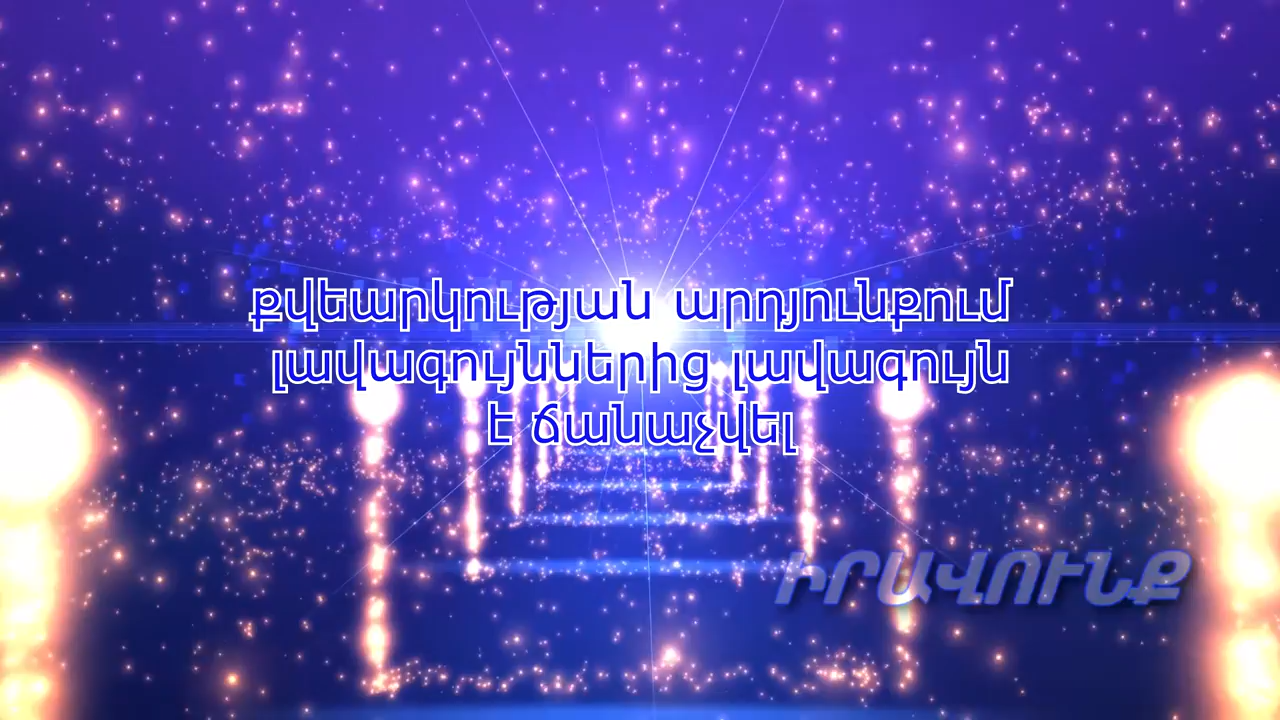 քվեարկության արդյունքում
լավագույններից լավագույն
է ճանաչվել
ԻՐԱՎՈՒՆՔ